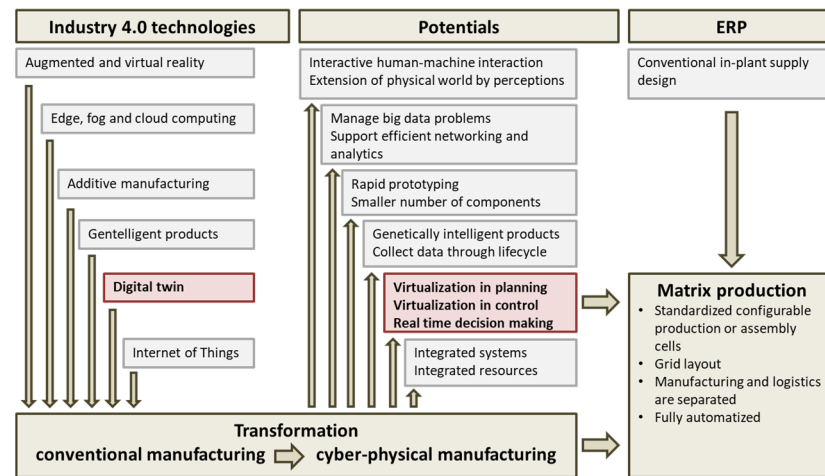 Industry 4.0 technologies
Potentials
ERP
Augmented and virtual reality
Edge, fog and cloud computing
Additive manufacturing
Gentelligent products
Digital twin
Internet of Things
Interactive human-machine interaction
Extension of physical world by perceptions
Manage big data problems
Support efficient networking and
analytics
Rapid prototyping
Smaller number of components
Genetically intelligent products
Collect data through lifecycle
Virtualization in planning
Virtualization in control
Real time decision making
Integrated systems
Integrated resources
Conventional in-plant supply
design
Matrix production
• Standardized configurable
production or assembly
cells
• Grid layout
• Manufacturing and logistics
are separated
• Fully automatized
Transformation
conventional manufacturing
cyber-physical manufacturing